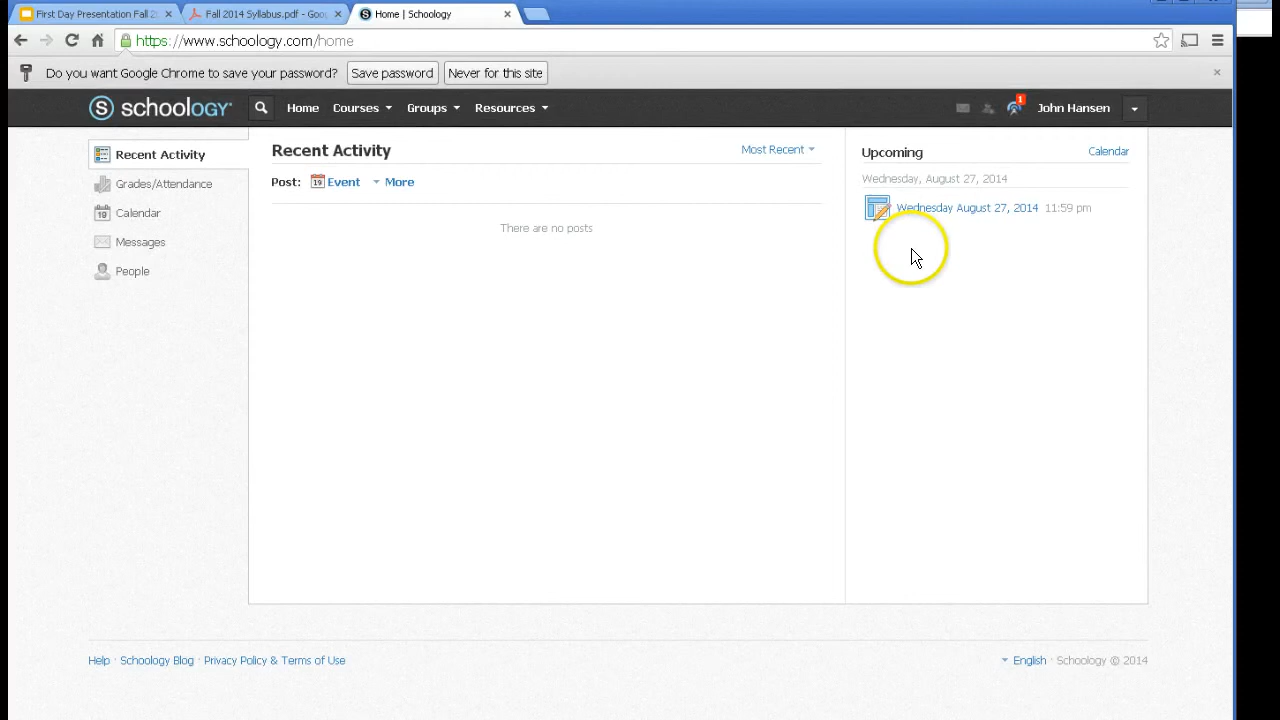 First Day Presentation Fall 20
Fall 2014 Syllabus.pdf - Goo
Home | Schoology
https://www.schoology.com/home
Do you want Google Chrome to save your password? Save password Never for this site
schoology Home Courses Groups Resources 1 John Hansen
Recent Activity
Grades/Attendance
19 Calendar
Messages
People
Recent Activity Most Recent
Post: 19 Event More
There are no posts
Upcoming Calendar
Wednesday, August 27, 2014
Wednesday August 27, 2014 11:59 pm
Help · Schoology Blog · Privacy Policy & Terms of Use
English · Schoology © 2014